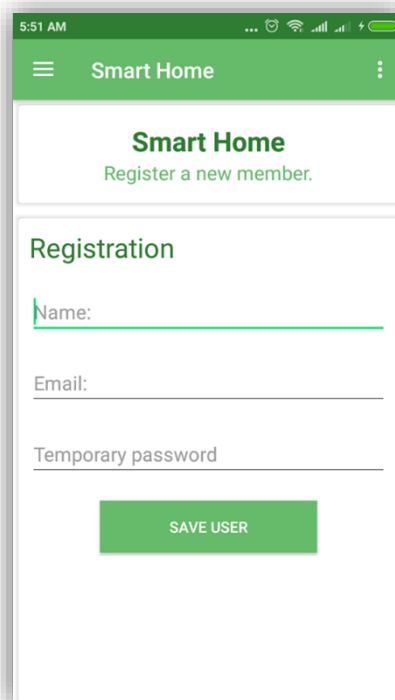 5:51 AM
Smart Home
Smart Home
Register a new member.
Registration
Name:
Email:
Temporary password
SAVE USER